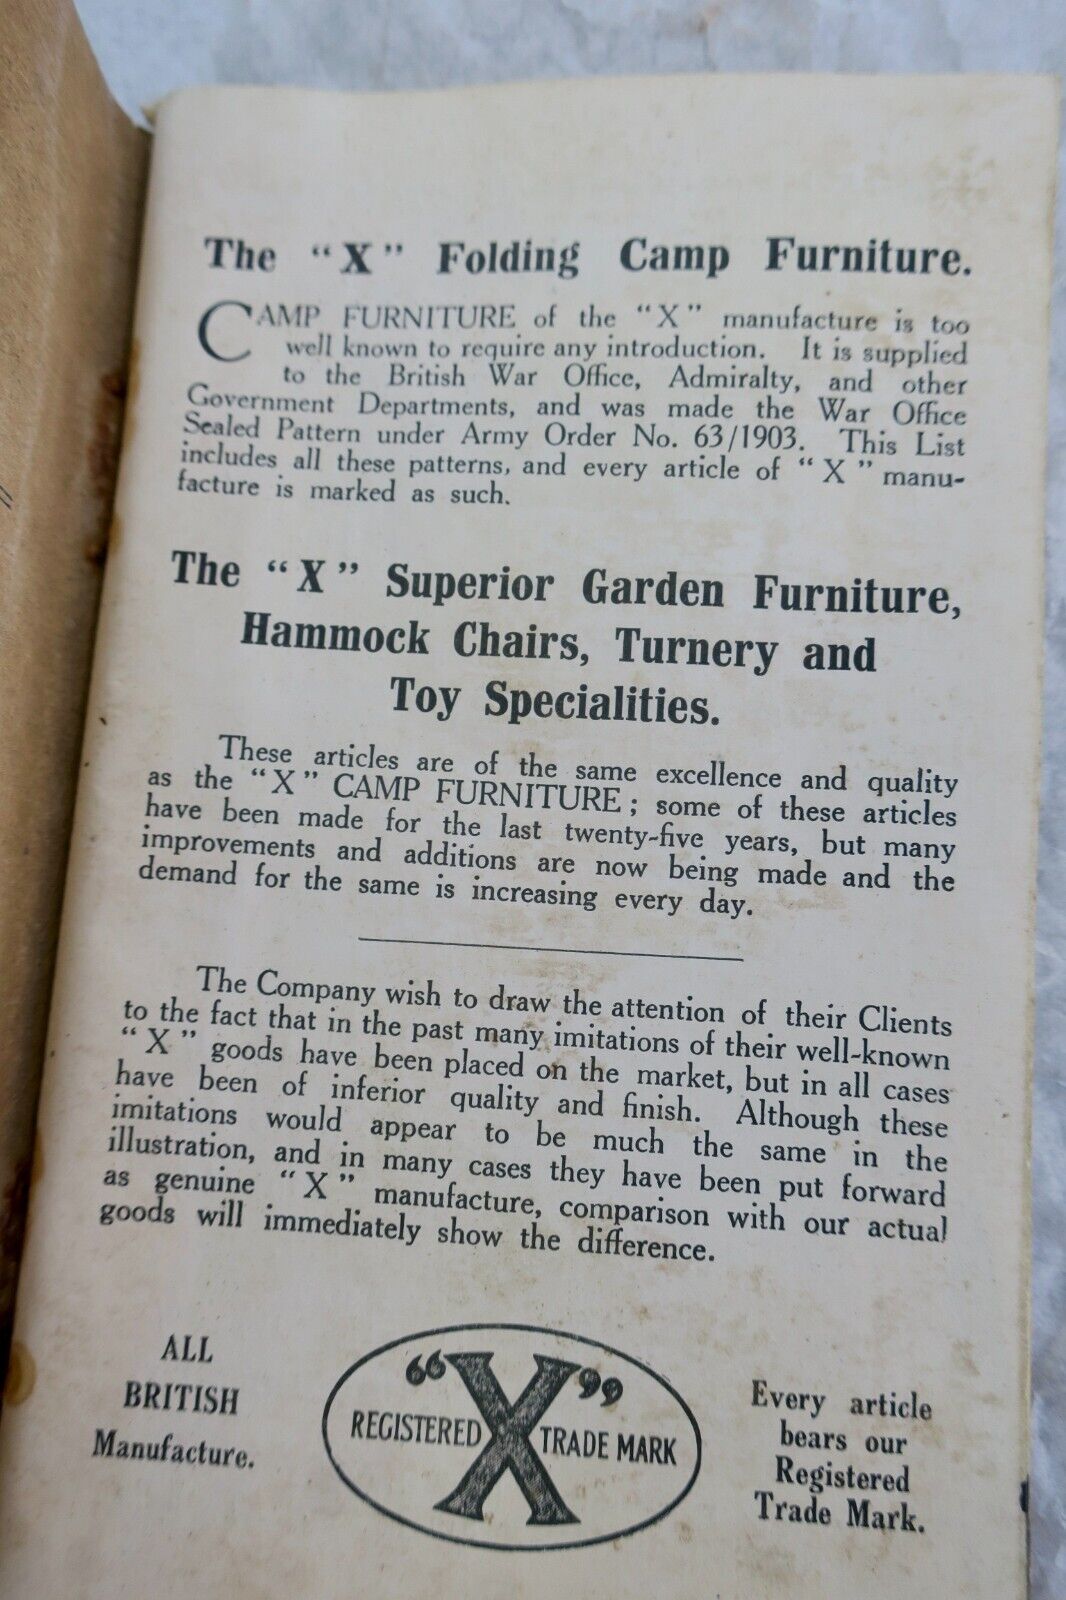 The "X" Folding Camp Furniture.
CAMP FURNITURE of the "X" manufacture is too
well known to require any introduction. It is supplied
to the British War Office, Admiralty, and other
Government Departments, and was made the War Office
Sealed Pattern under Army Order No. 63/1903. This List
includes all these patterns, and every article of "X" manu-
facture is marked as such.
The "X" Superior Garden Furniture,
Hammock Chairs, Turnery and
Toy Specialities.
These articles are of the same excellence and quality
as the "X" CAMP FURNITURE; some of these articles
have been made for the last twenty-five years, but many
improvements and additions are now being made and the
demand for the same is increasing every day.
The Company wish to draw the attention of their Clients
to the fact that in the past many imitations of their well-known
"X" goods have been placed on the market, but in all cases
have been of inferior quality and finish. Although these
imitations would appear to be much the same in the
illustration, and in many cases they have been put forward
as genuine "X" manufacture, comparison with our actual
goods will immediately show the difference.
ALL
BRITISH
Manufacture.
"X"
REGISTERED TRADE MARK
Every article
bears our
Registered
Trade Mark.